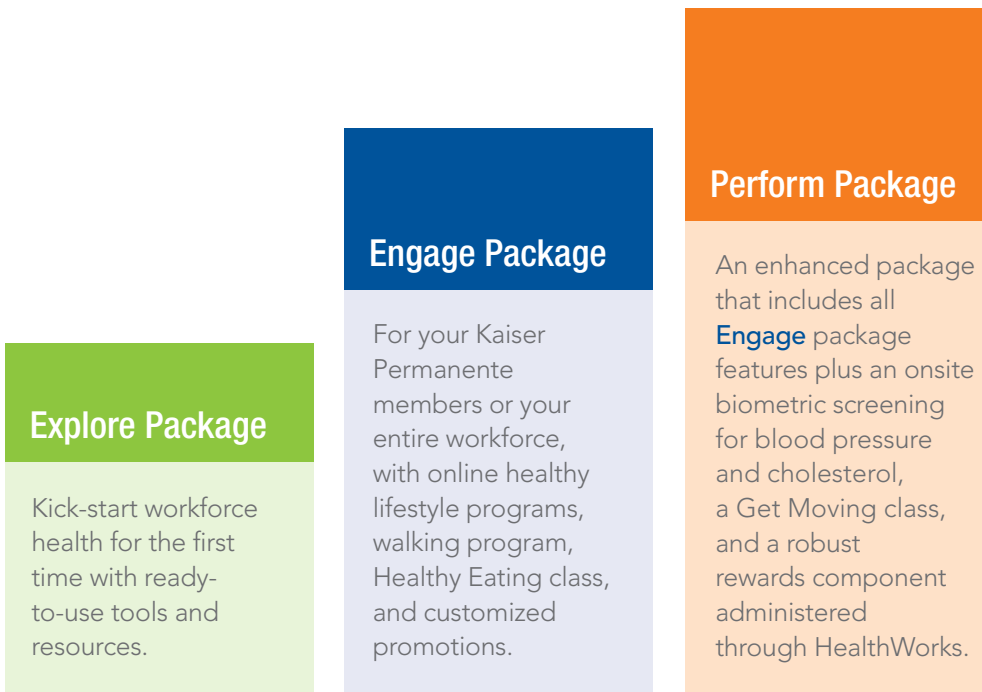 Explore Package
Kick-start workforce
health for the first
time with ready-
to-use tools and
resources.
Engage Package
For your Kaiser
Permanente
members or your
entire workforce,
with online healthy
lifestyle programs,
walking program,
Healthy Eating class,
and customized
promotions.
Perform Package
An enhanced package
that includes all
Engage package
features plus an onsite
biometric screening
for blood pressure
and cholesterol,
a Get Moving class,
and a robust
rewards component
administered
through HealthWorks.